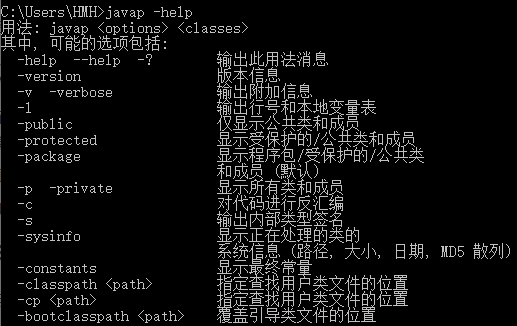 C:\Users\HMH>javap -help
用法: javap <options> <classes>
其中, 可能的选项包括:
-help --help -? 输出此用法消息
-version 版本信息
-v -verbose 输出附加信息
-l 输出行号和本地变量表
-public 仅显示公共类和成员
-protected 显示受保护的/公共类和成员
-package 显示程序包/受保护的/公共类
和成员 (默认)
-p -private 显示所有类和成员
-c 对代码进行反汇编
-s 输出内部类型签名
-sysinfo 显示正在处理的类的
系统信息 (路径, 大小, 日期, MD5 散列)
-constants 显示最终常量
-classpath <path> 指定查找用户类文件的位置
-cp <path> 指定查找用户类文件的位置
-bootclasspath <path> 覆盖引导类文件的位置